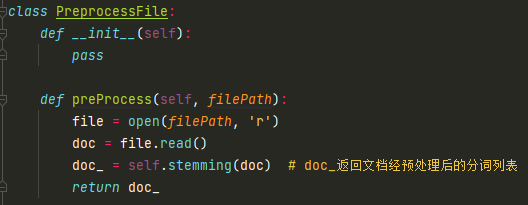 class PreprocessFile:
    def __init__(self):
        pass
    def preProcess(self, filePath):
        file = open(filePath, 'r')
        doc = file.read()
        doc_ = self.stemming(doc)  # doc_返回文档经预处理后的分词列表
        return doc_